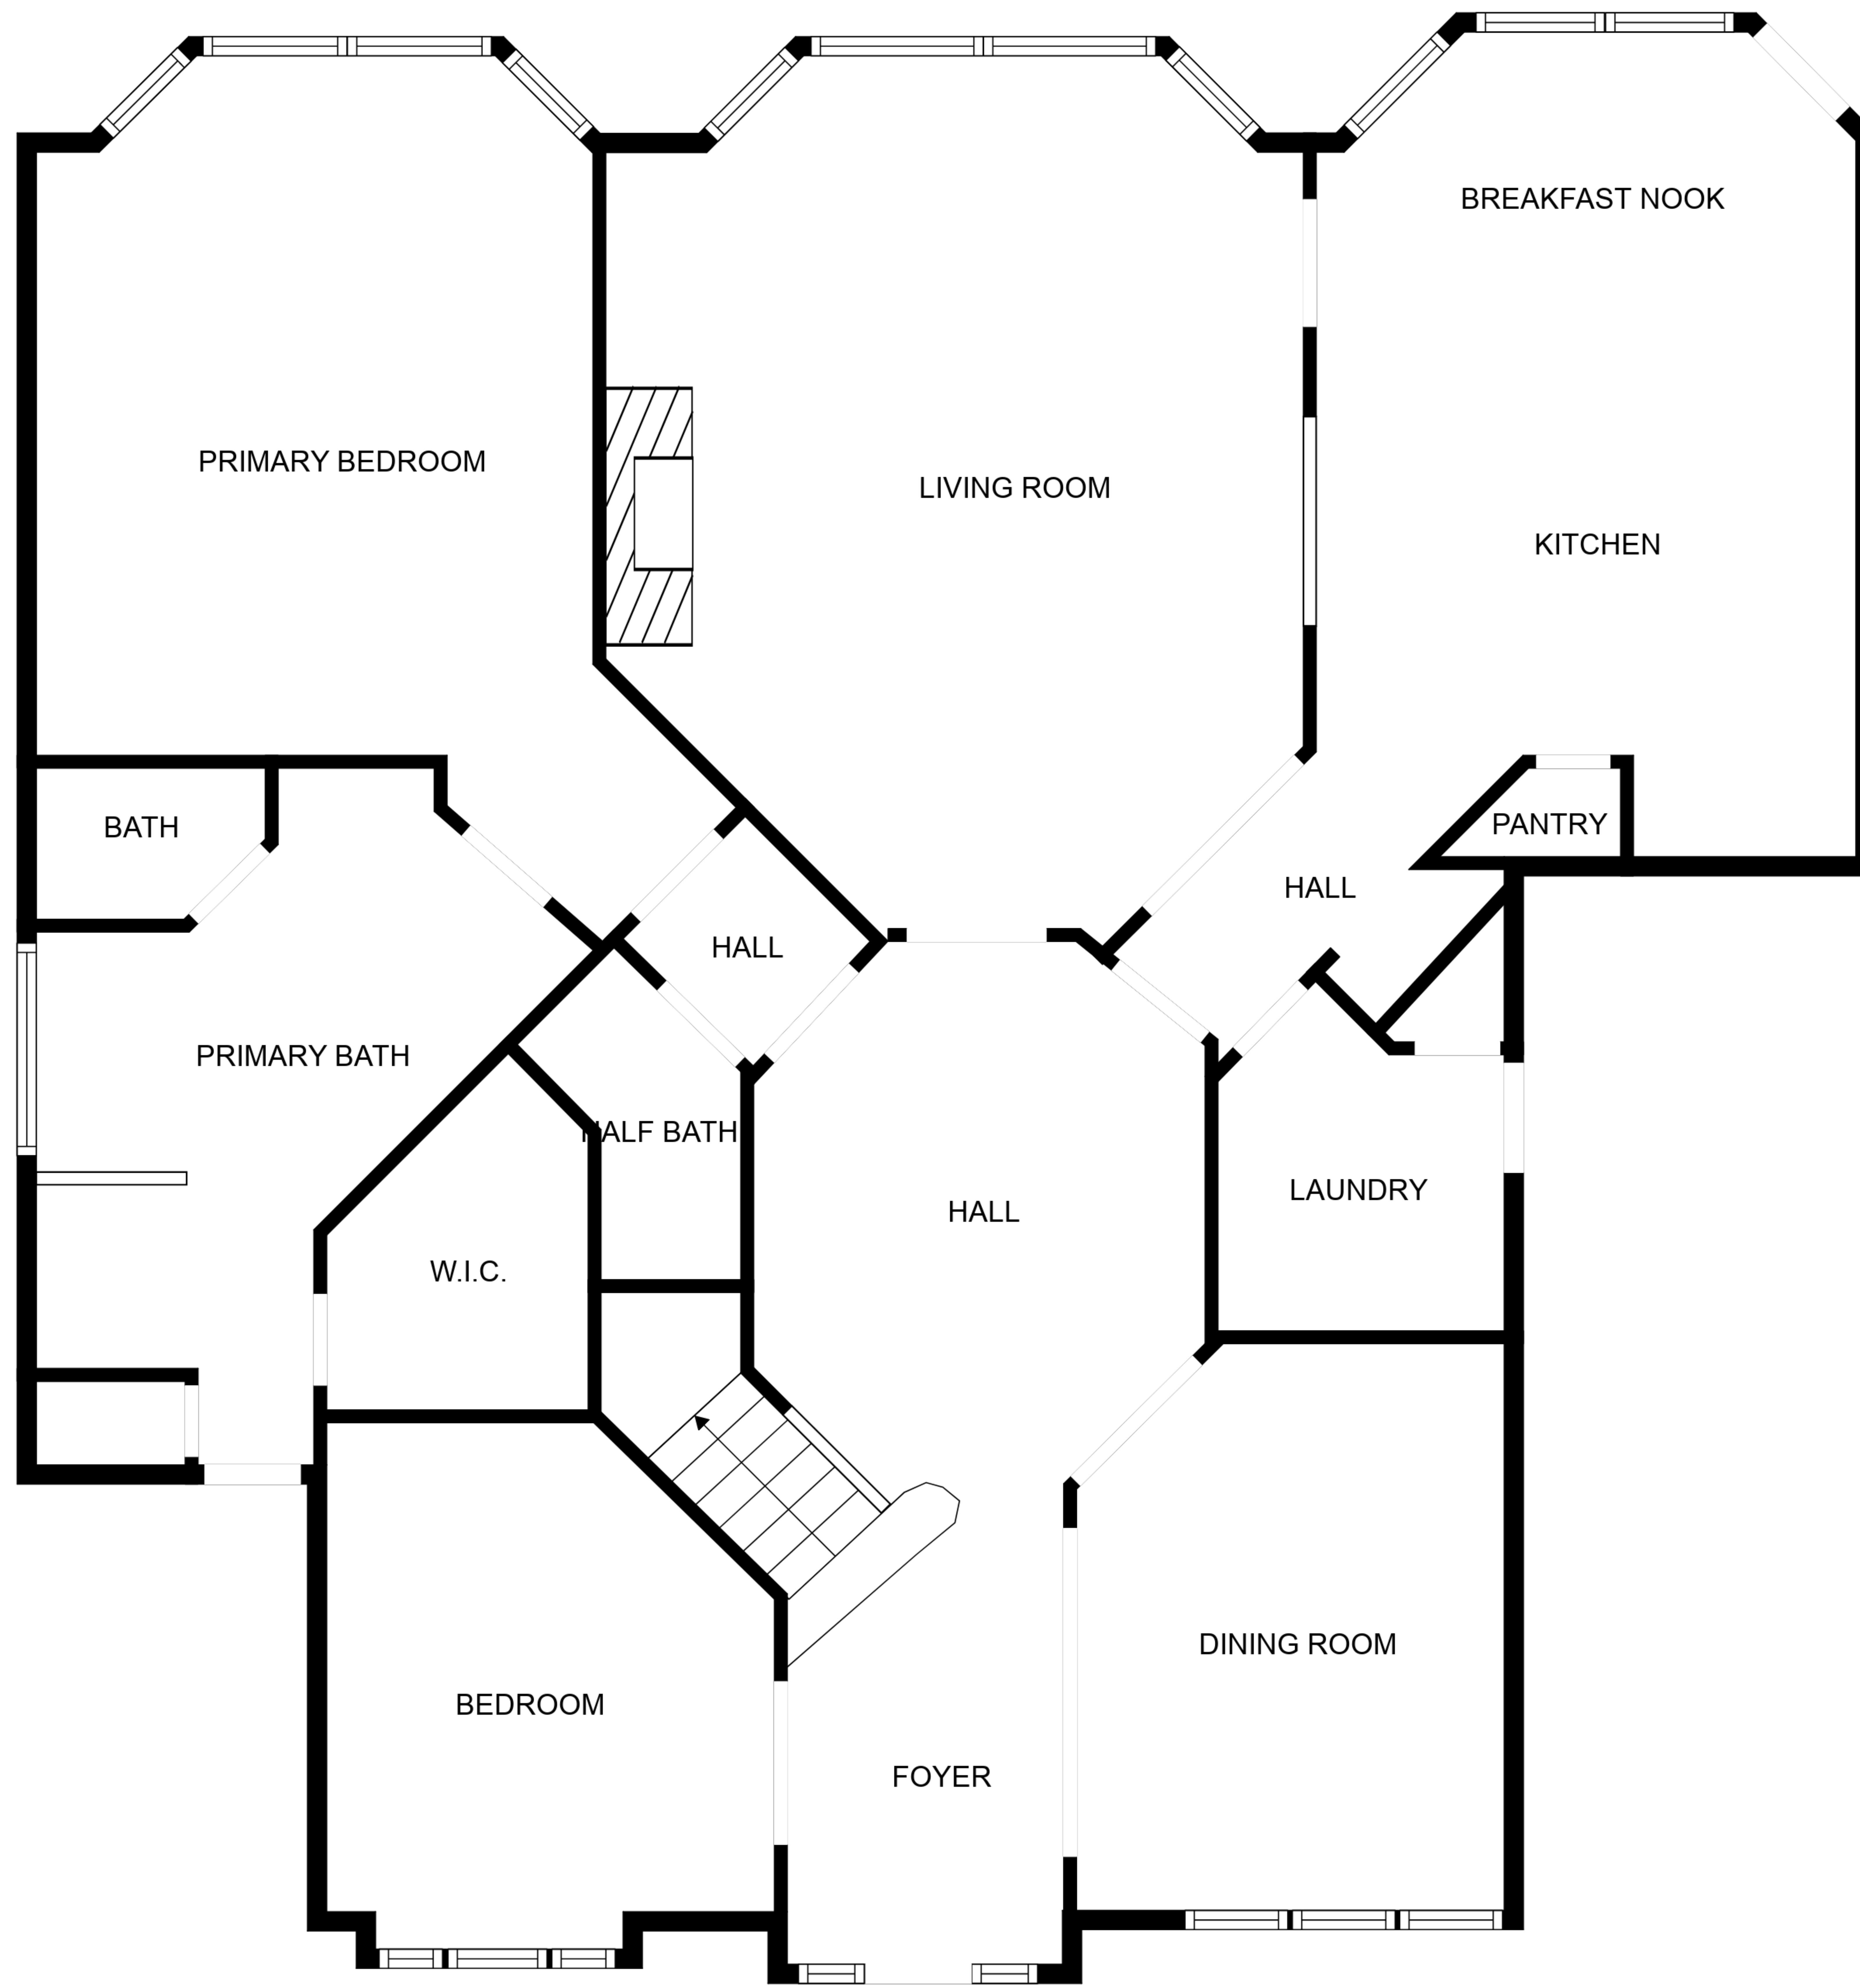 BREAKFAST NOOK
PRIMARY BEDROOM
LIVING ROOM
KITCHEN
BATH
PANTRY
HALL
HALL
PRIMARY BATH
HALF BATH
LAUNDRY
HALL
W.I.C.
DINING ROOM
BEDROOM
FOYER